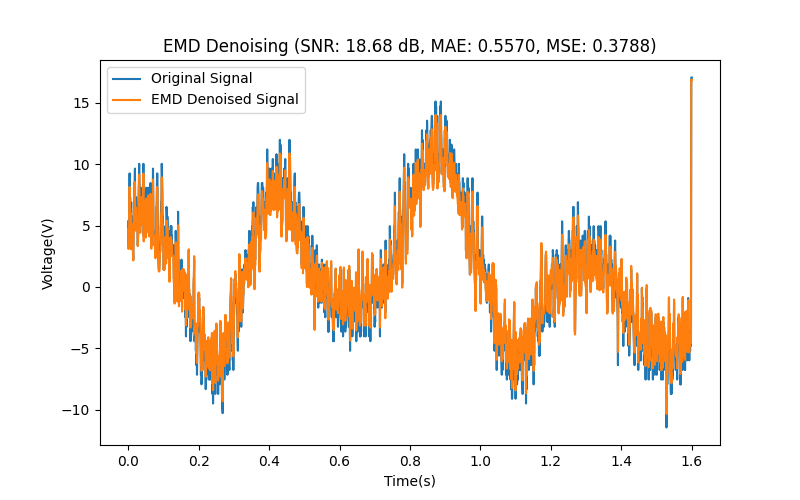 EMD Denoising (SNR: 18.68 dB, MAE: 0.5570, MSE: 0.3788)
Original Signal
EMD Denoised Signal
15
10
5
0
−5
−10
Voltage(V)
0.0 0.2 0.4 0.6 0.8 1.0 1.2 1.4 1.6
Time(s)